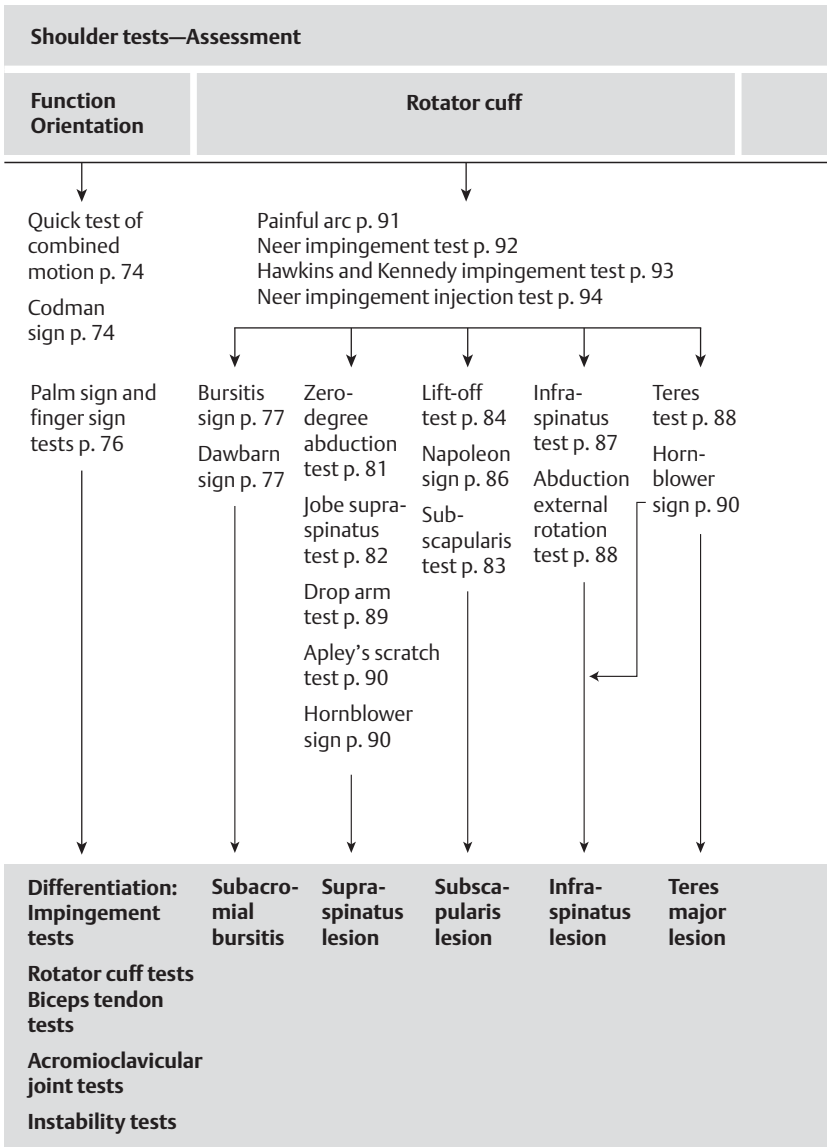 Shoulder tests—Assessment
Function
Orientation
Rotator cuff
Quick test of
combined
motion p. 74
Codman
sign p. 74
Palm sign and
finger sign
tests p. 76
Painful arc p. 91
Neer impingement test p. 92
Hawkins and Kennedy impingement test p. 93
Neer impingement injection test p. 94
Bursitis
sign p. 77
Dawbarn
sign p. 77
Zero-
degree
abduction
test p. 81
Jobe supra-
spinatus
test p. 82
Drop arm
test p. 89
Apley’s scratch
test p. 90
Hornblower
sign p. 90
Lift-off
test p. 84
Napoleon
sign p. 86
Sub-
scapularis
test p. 83
Infra-
spinatus
test p. 87
Abduction
external
rotation
test p. 88
Teres
test p. 88
Horn-
blower
sign p. 90
Differentiation:
Impingement
tests
Rotator cuff tests
Biceps tendon
tests
Acromioclavicular
joint tests
Instability tests
Subacro-
mial
bursitis
Supra-
spinatus
lesion
Subsca-
pularis
lesion
Infra-
spinatus
lesion
Teres
major
lesion